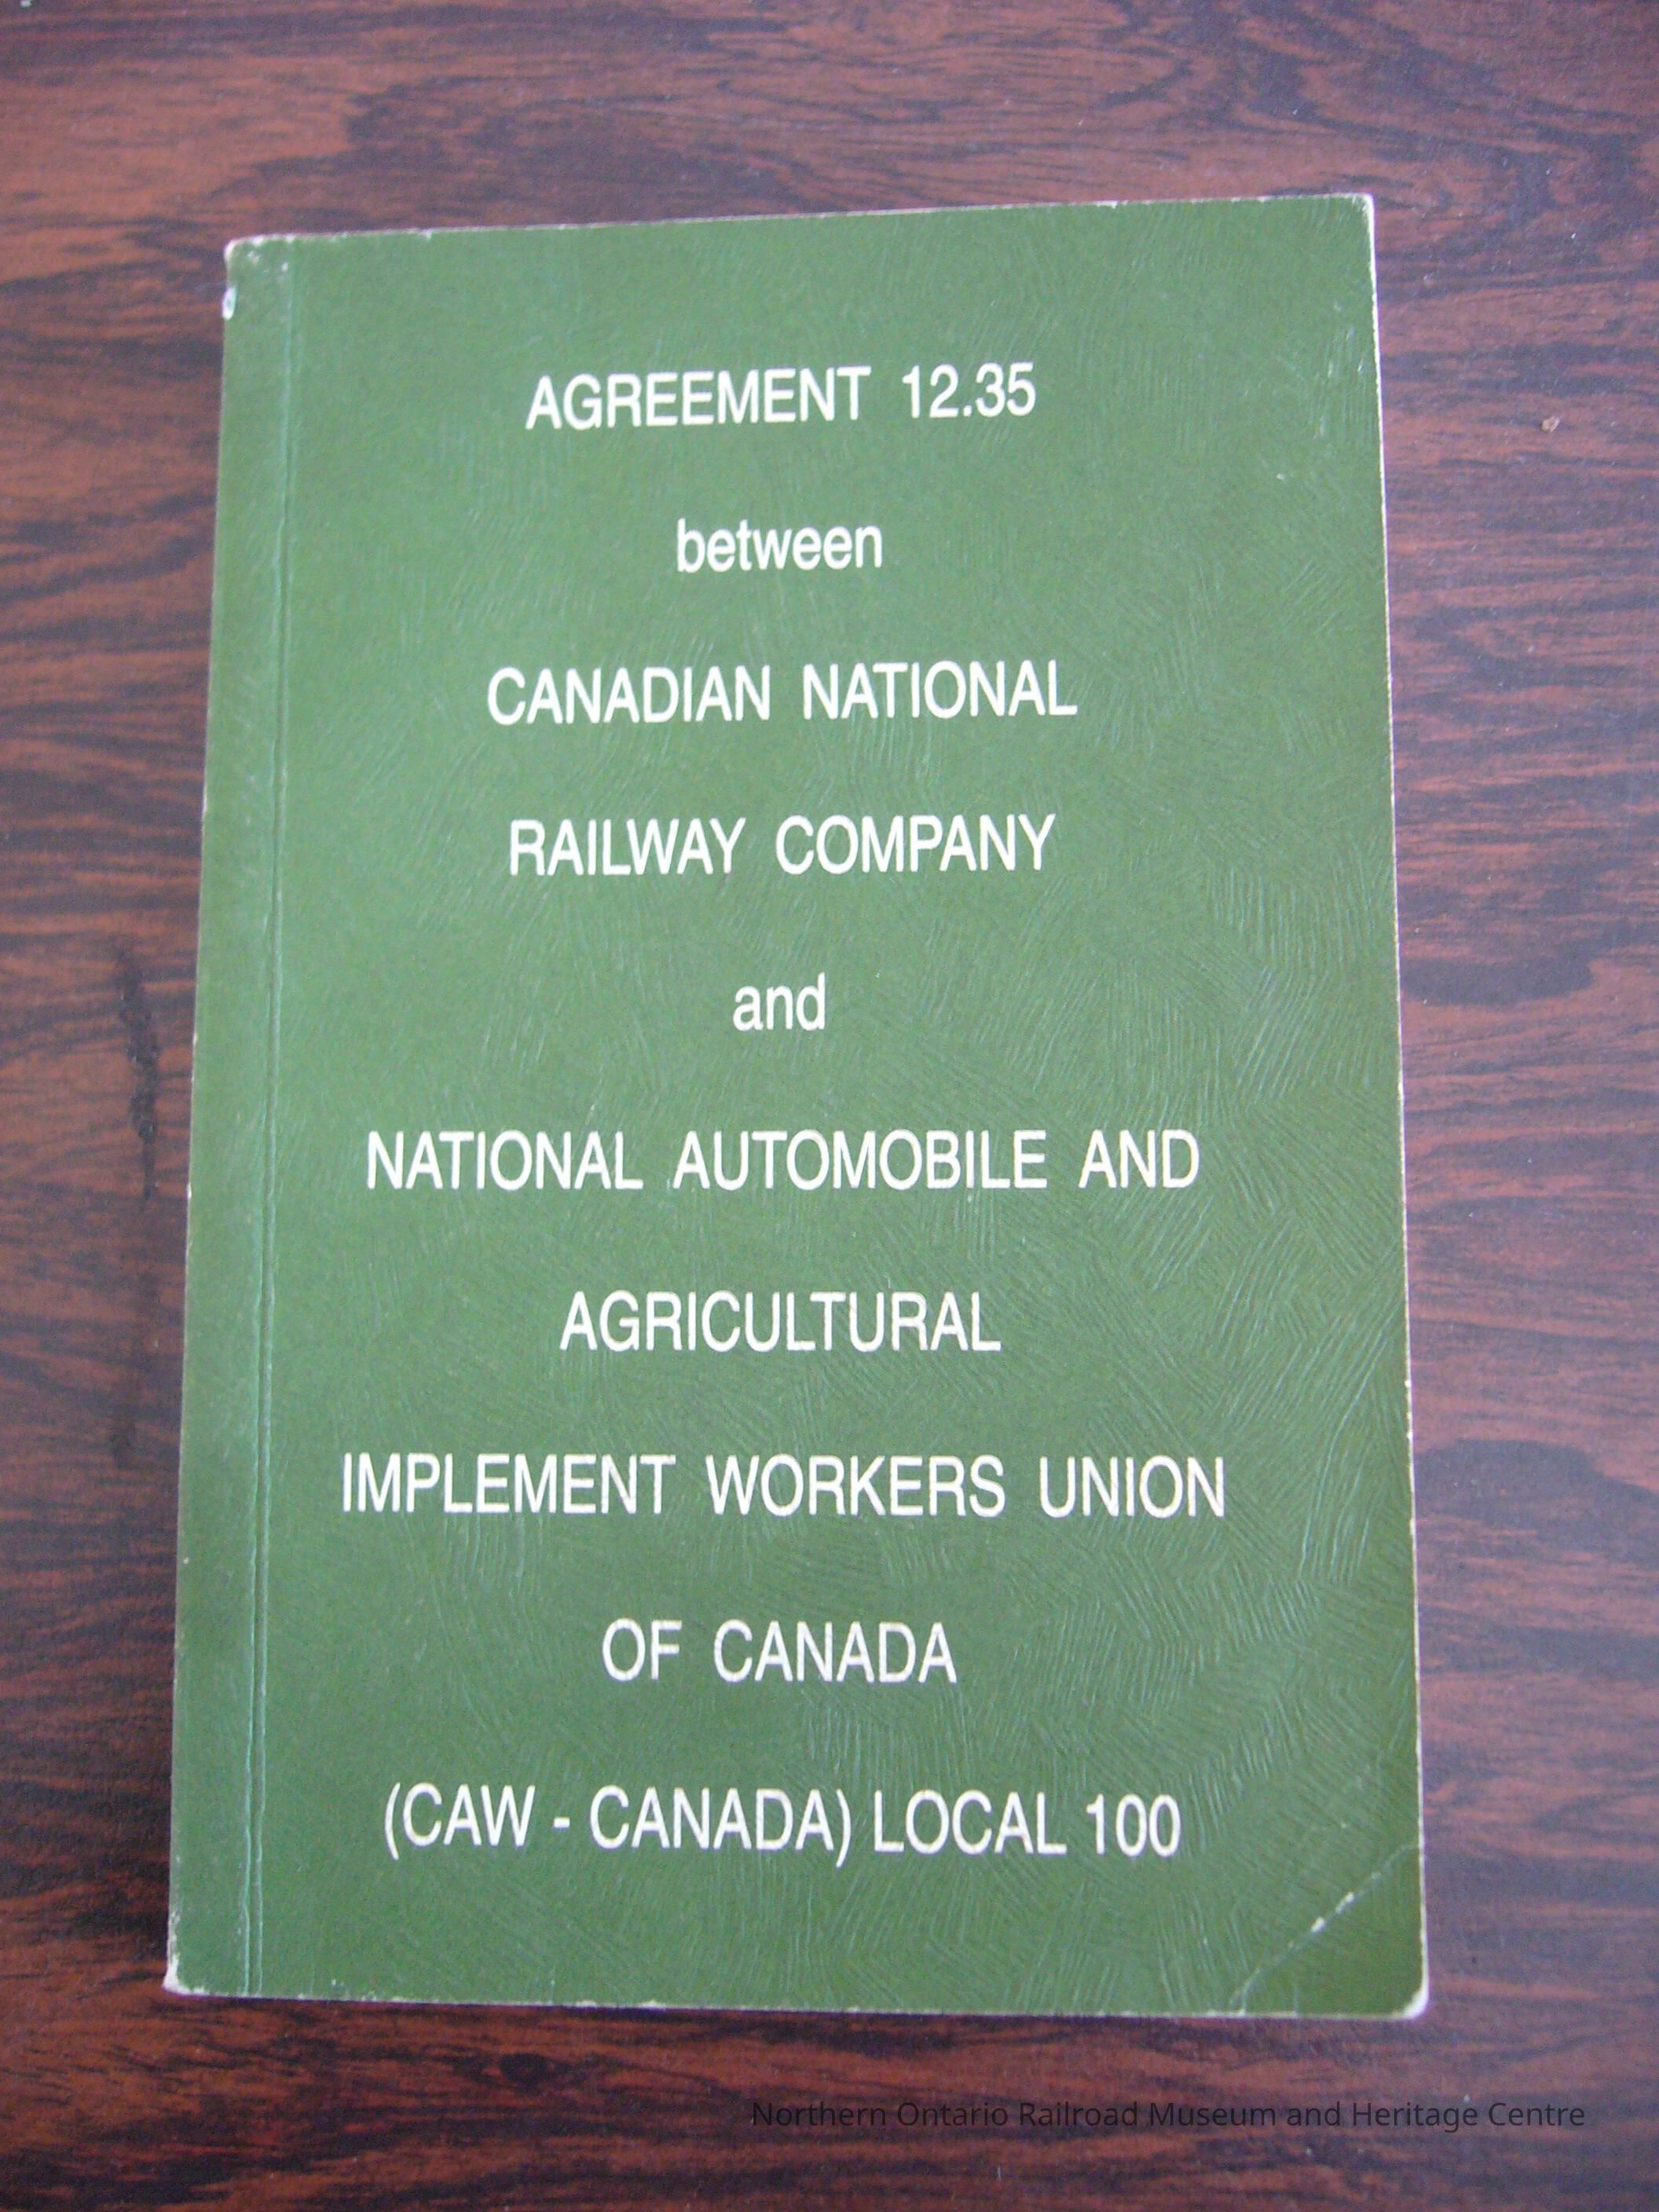 AGREEMENT 12.35
between
CANADIAN NATIONAL
RAILWAY COMPANY
and
NATIONAL AUTOMOBILE AND
AGRICULTURAL
IMPLEMENT WORKERS UNION
OF CANADA
(CAW - CANADA) LOCAL 100
Northern Ontario Railroad Museum and Heritage Centre